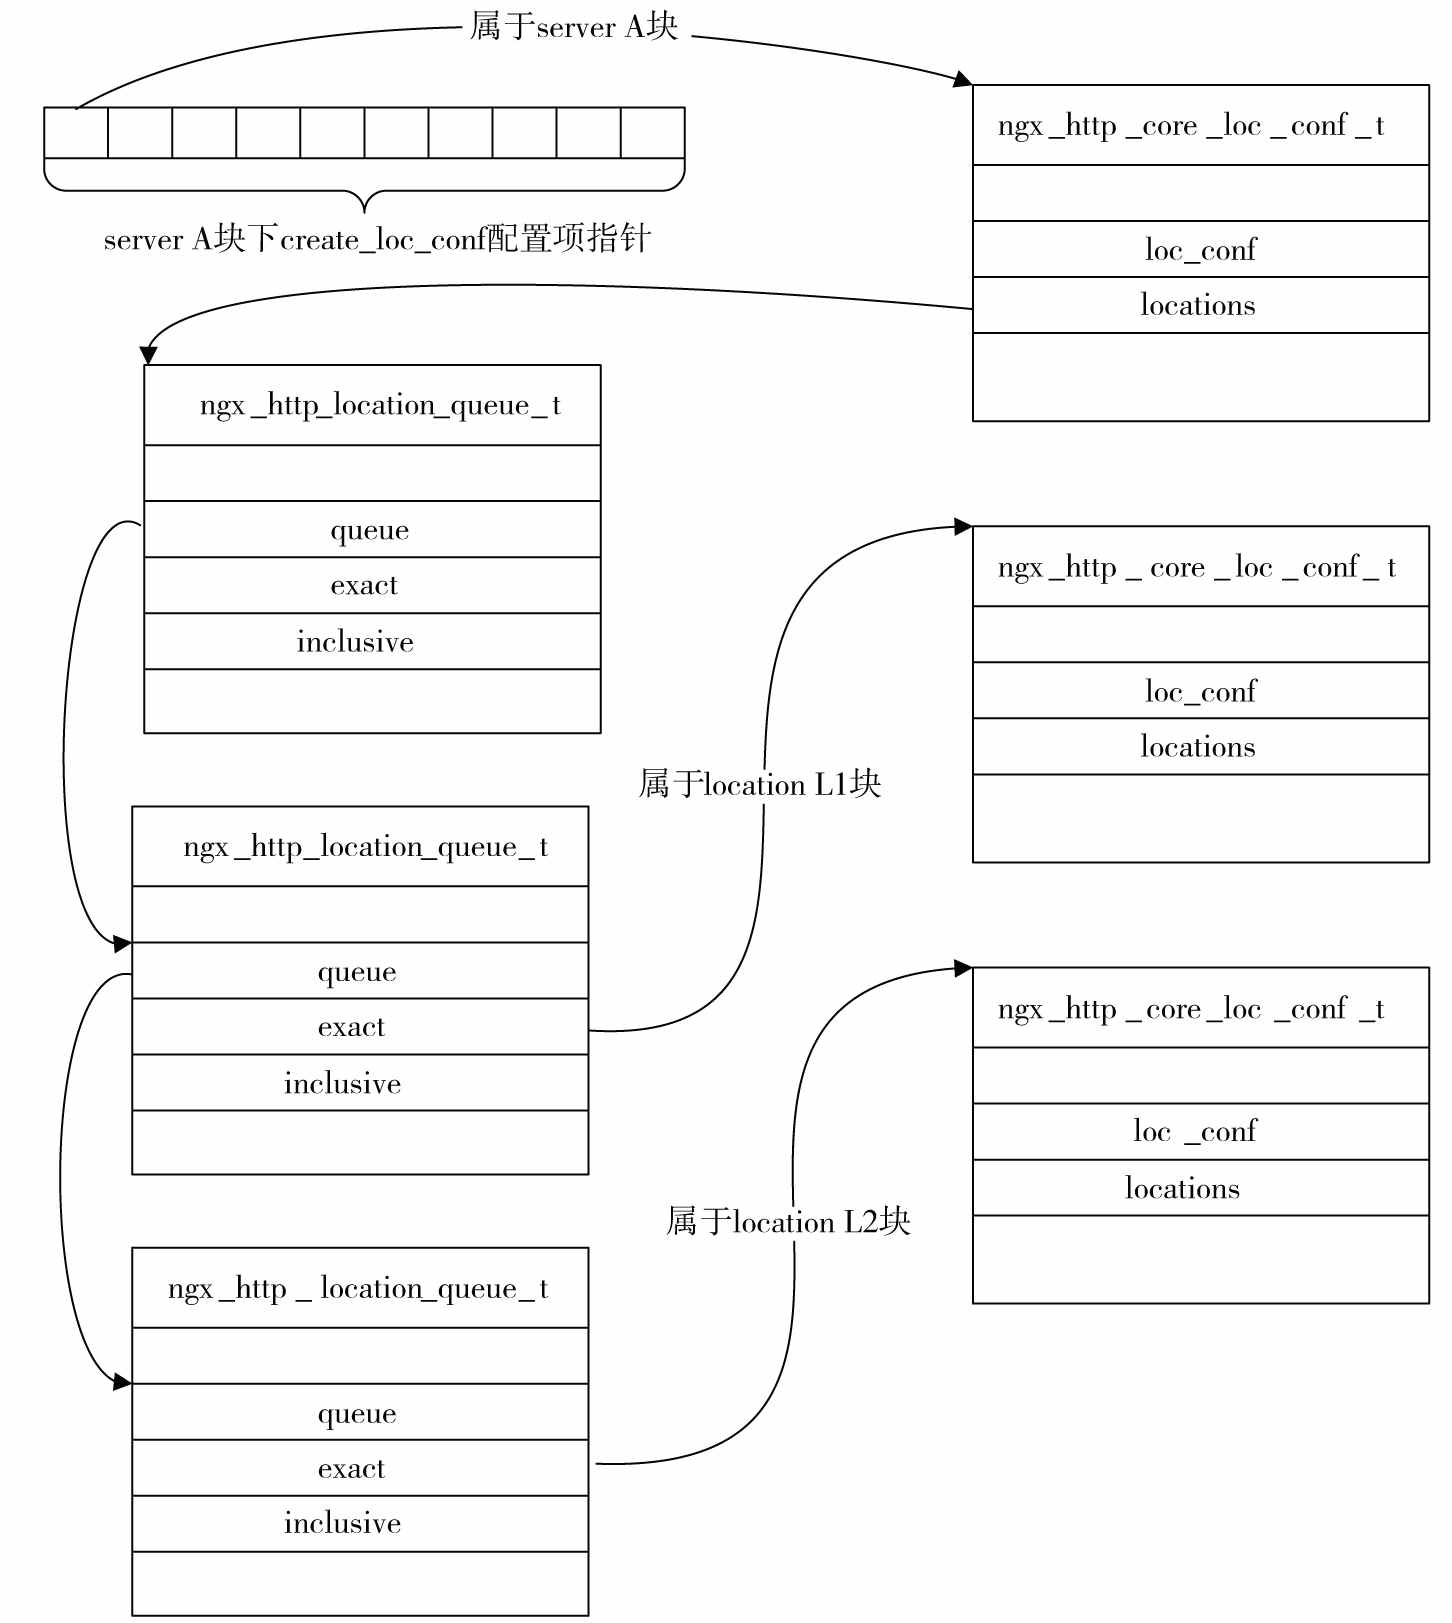 属于server A块
ngx_http_core_loc_conf_t
server A块下create_loc_conf配置项指针
loc_conf
locations
ngx_http_location_queue_t
queue
exact
inclusive
ngx_http_core_loc_conf_t
loc_conf
locations
属于location L1块
ngx_http_location_queue_t
queue
exact
inclusive
ngx_http_core_loc_conf_t
loc_conf
locations
属于location L2块
ngx_http_location_queue_t
queue
exact
inclusive